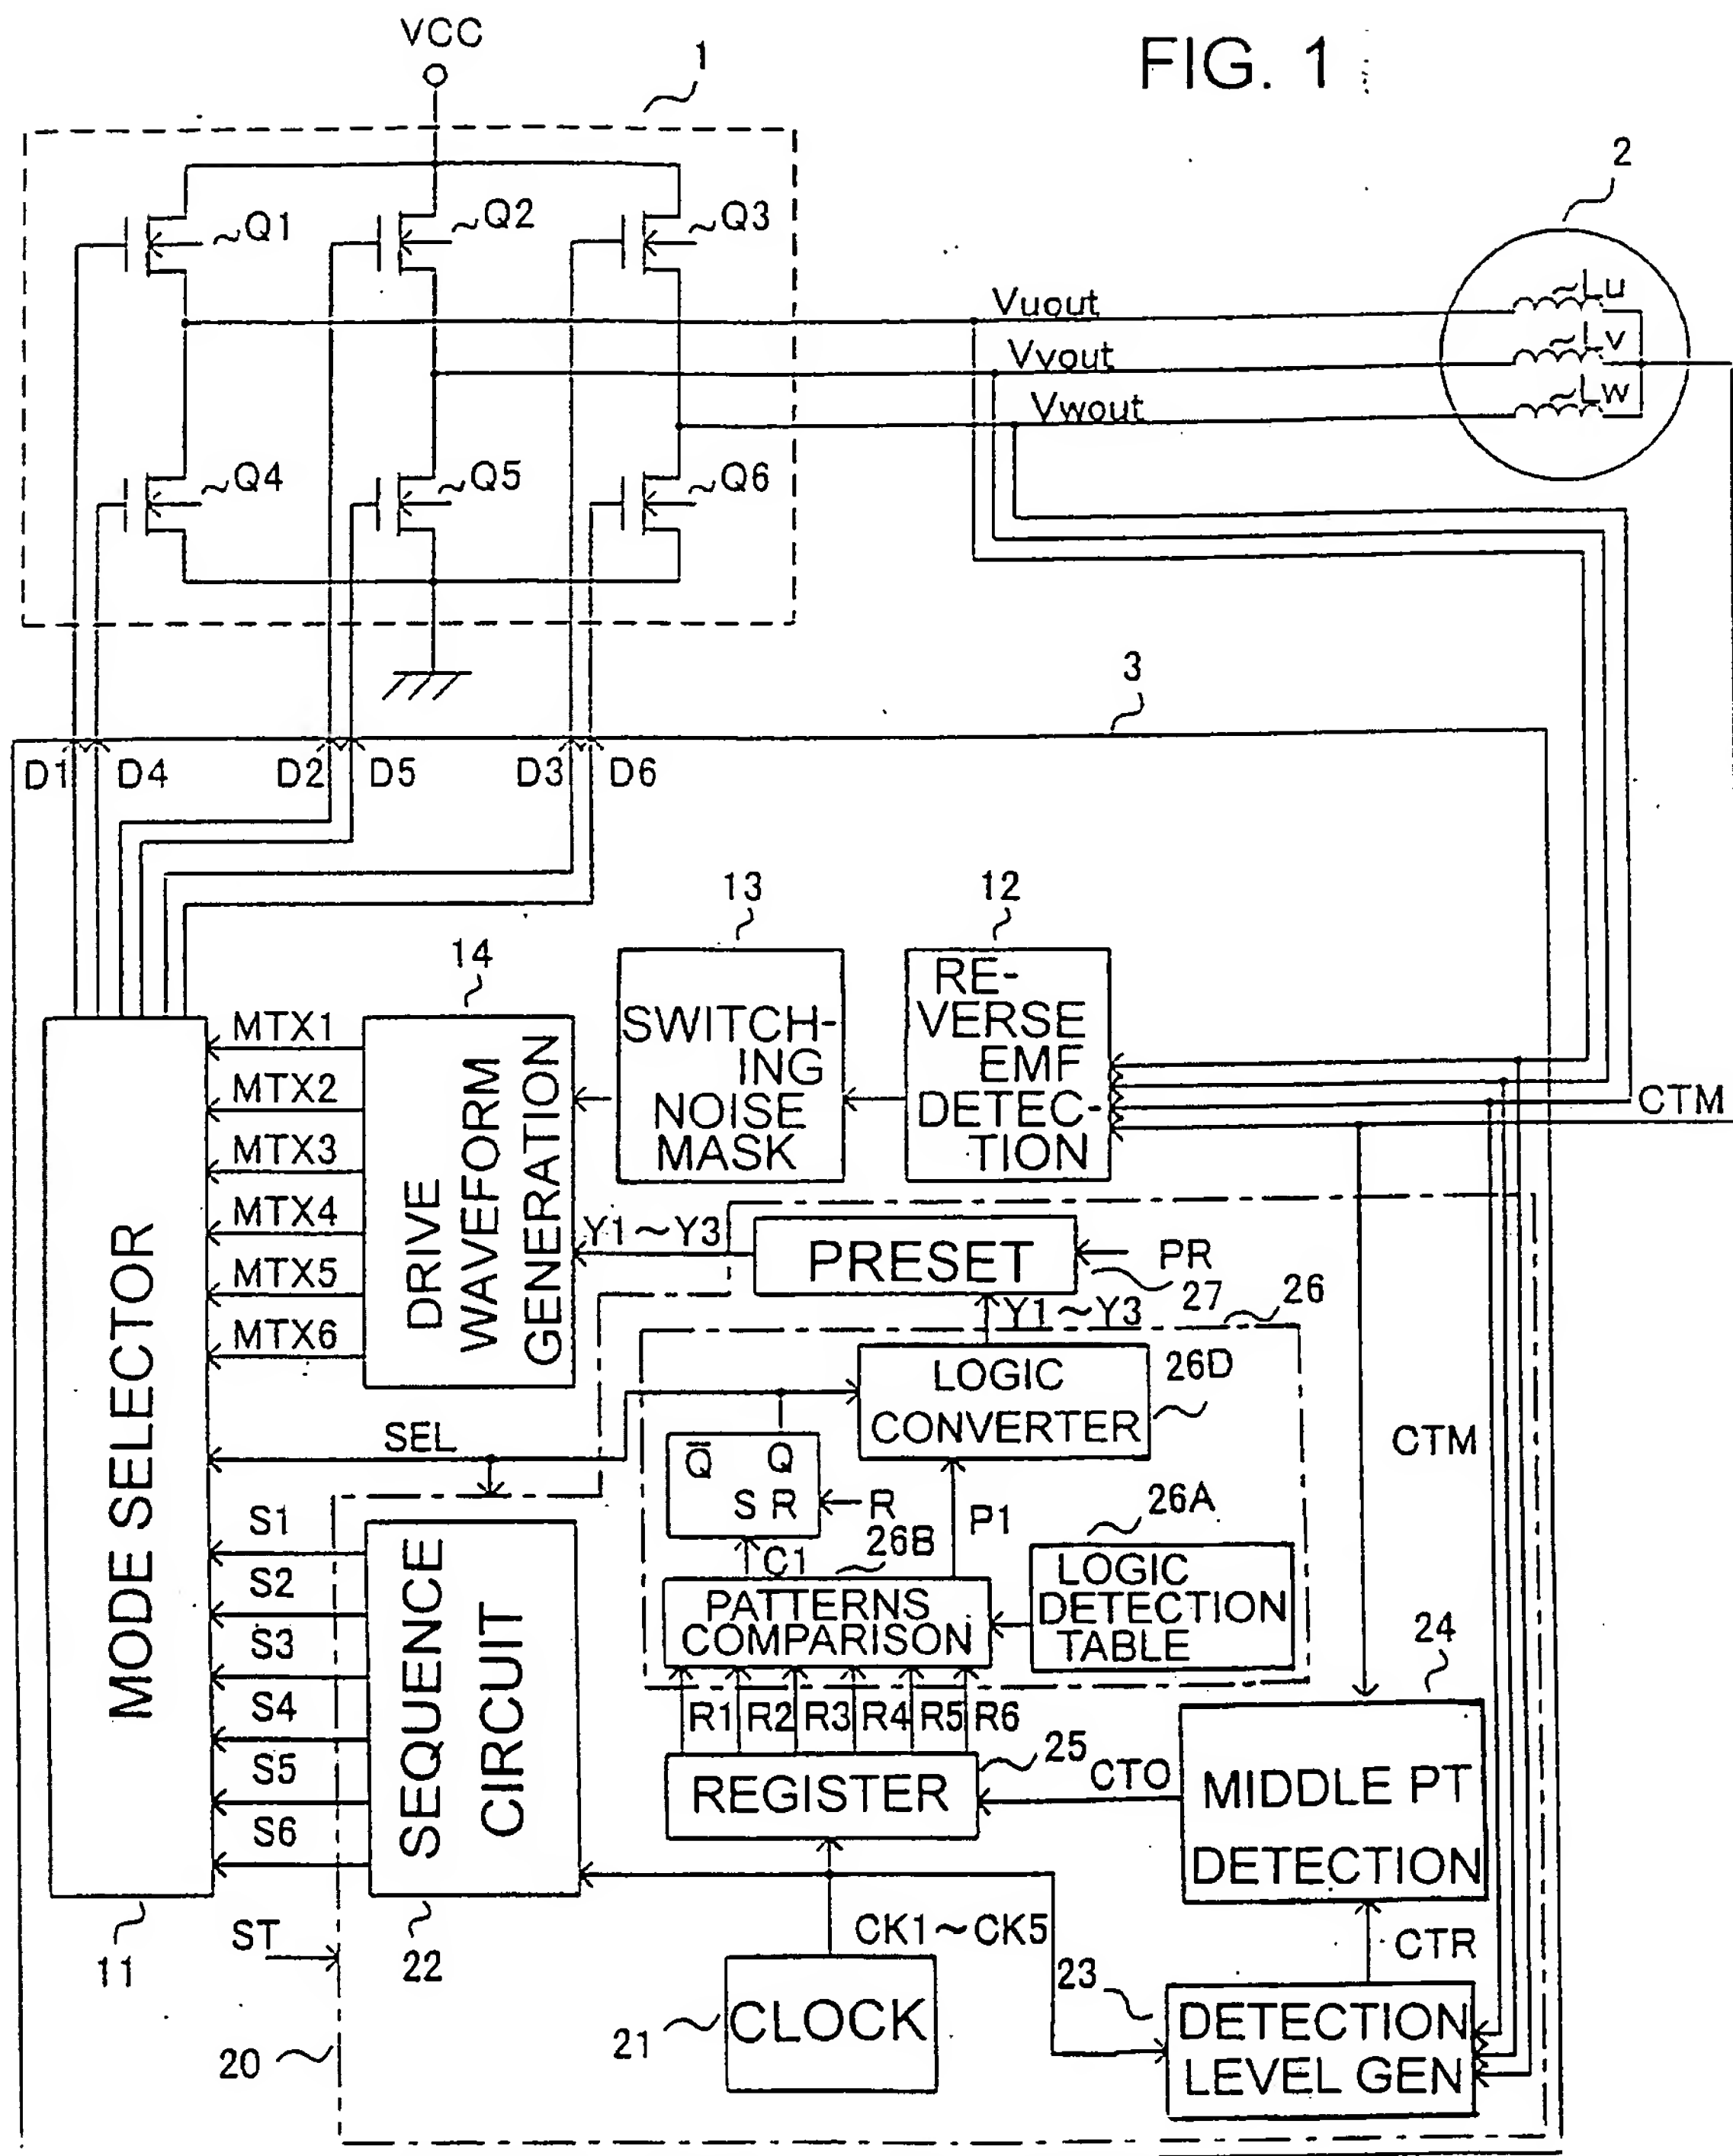 FIG. 1
VCC
1
2
Q1
Q2
Q3
Lu
Vuout
Lv
Vvout
Lw
Vwout
Q4
Q5
Q6
3
D1
D4
D2
D5
D3
D6
13
12
14
RE-
VERSE
EMF
DETEC-
TION
SWITCH-
ING
NOISE
MASK
DRIVE
WAVEFORM
GENERATION
MTX1
MTX2
MTX3
MTX4
MTX5
MTX6
CTM
Y1~Y3
PRESET
PR
27
26
Y1~Y3
LOGIC
CONVERTER
26D
MODE SELECTOR
SEL
CTM
Q̅
Q
S
R
R
P1
26A
C1
26B
S1
S2
S3
S4
S5
S6
SEQUENCE
CIRCUIT
PATTERNS
COMPARISON
LOGIC
DETECTION
TABLE
24
R1
R2
R3
R4
R5
R6
25
REGISTER
CTO
MIDDLE PT
DETECTION
ST
11
22
CK1~CK5
CTR
23
21
CLOCK
DETECTION
LEVEL GEN
20